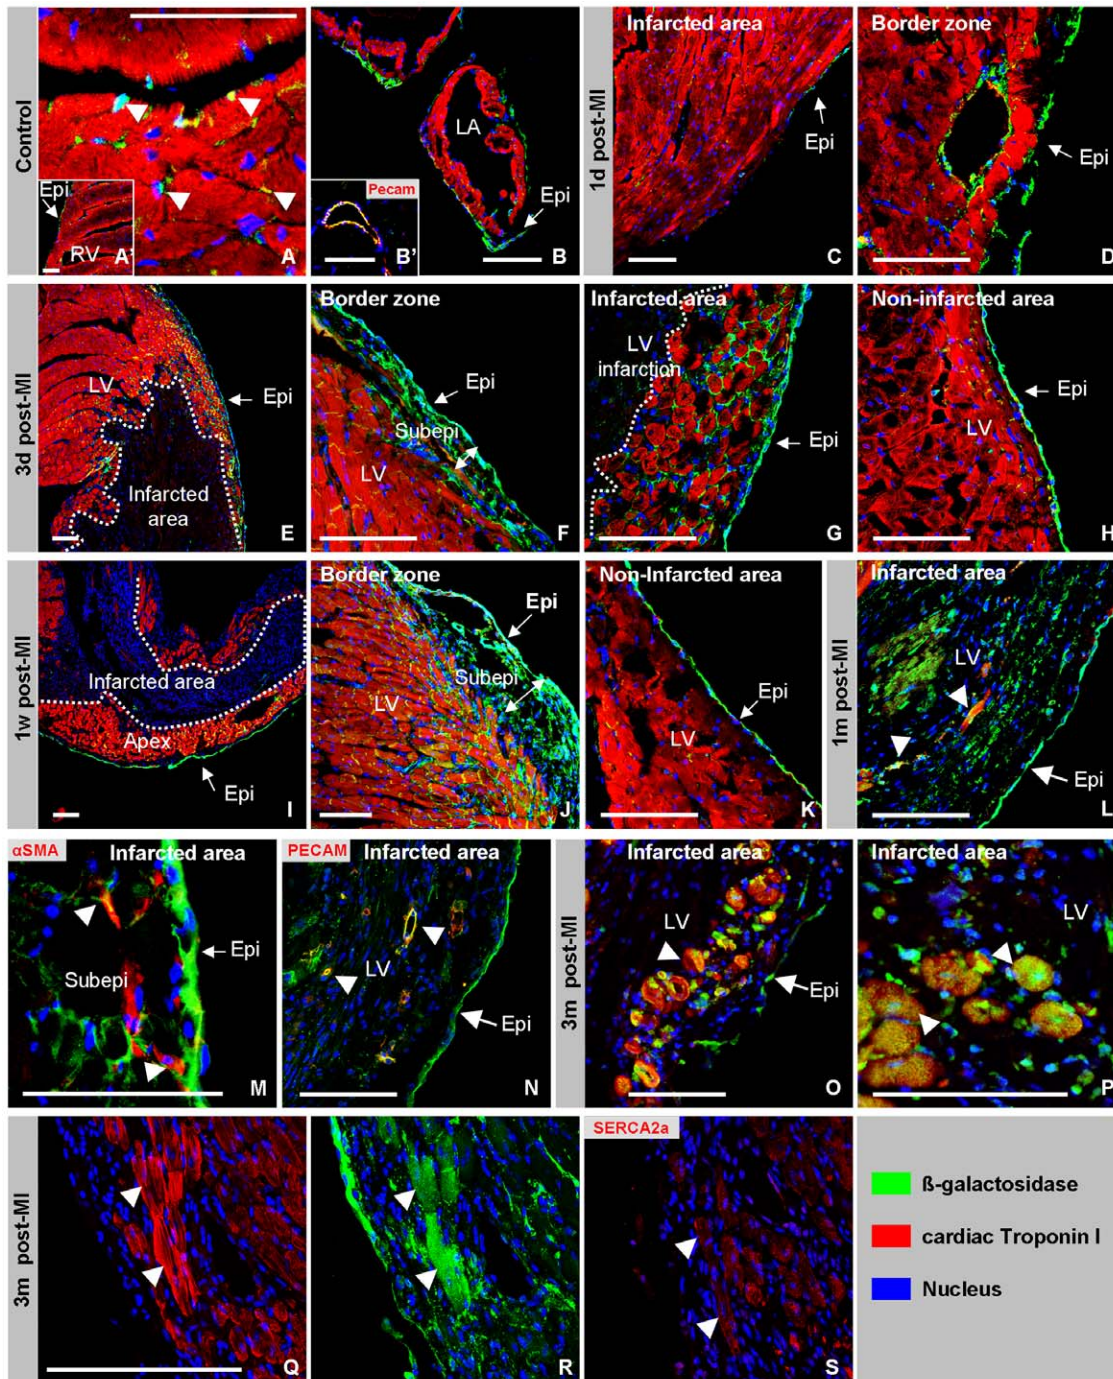 Control
Epi
RV
A'
A
LA
Pecam
B'
Epi
B
1d post-MI
Infarcted area
Epi
C
Border zone
Epi
D
3d post-MI
LV
Epi
Infarcted
area
E
Border zone
Epi
Subepi
LV
F
Infarcted area
LV
infarction
Epi
G
Non-infarcted area
Epi
LV
H
1w post-MI
Infarcted area
Apex
Epi
I
Border zone
Epi
Subepi
LV
J
Non-Infarcted area
Epi
LV
K
1m post-MI
Infarcted area
LV
Epi
L
αSMA
Infarcted area
Epi
Subepi
M
PECAM
Infarcted area
LV
Epi
N
3m post-MI
Infarcted area
LV
Epi
O
Infarcted area
LV
P
3m post-MI
Q
R
SERCA2a
S
ß-galactosidase
cardiac Troponin I
Nucleus